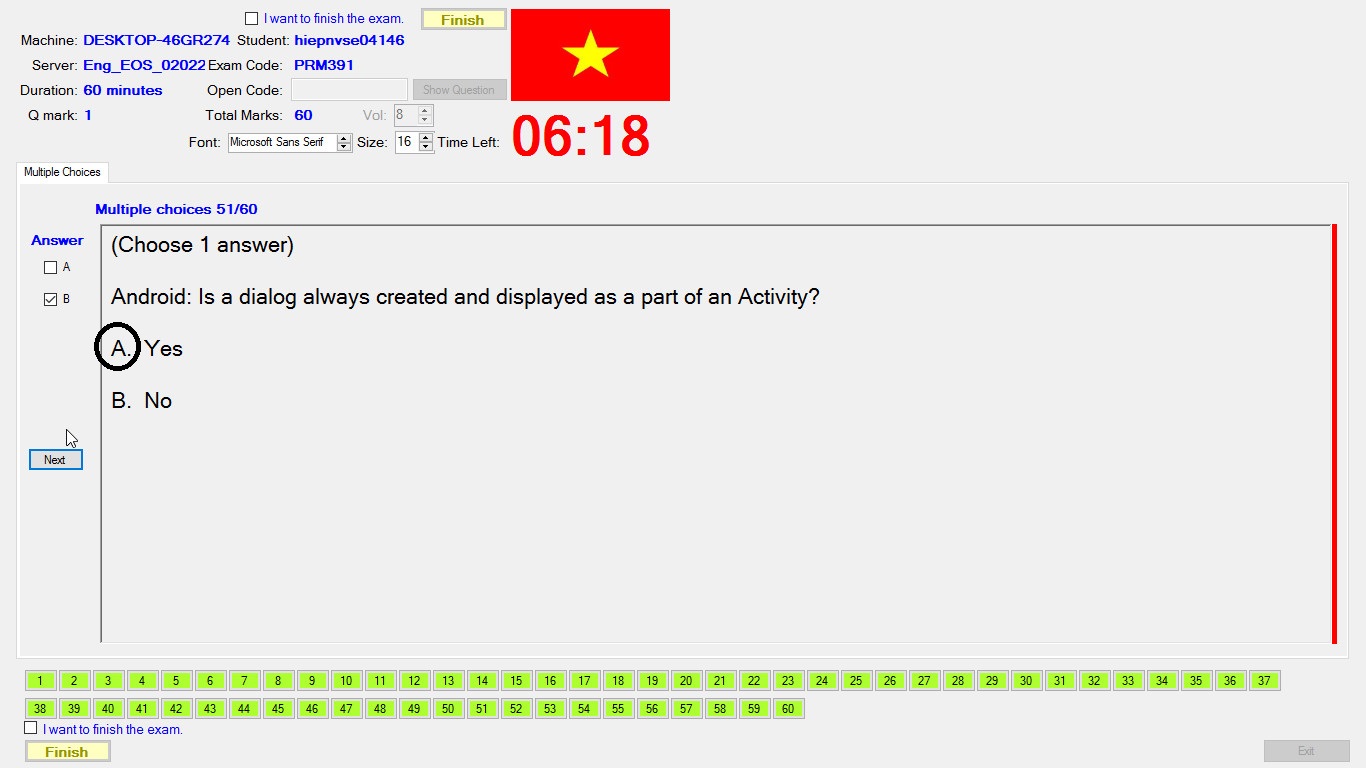 I want to finish the exam. Finish
Machine: DESKTOP-46GR274 Student: hiepnvse04146
Server: Eng_EOS_02022 Exam Code: PRM391
Duration: 60 minutes Open Code: Show Question
Q mark: 1 Total Marks: 60 Vol: 8
Font: Microsoft Sans Serif Size: 16 Time Left: 06:18
Multiple Choices
Multiple choices 51/60
Answer
A
B
(Choose 1 answer)
Android: Is a dialog always created and displayed as a part of an Activity?
A. Yes
B. No
Next
1 2 3 4 5 6 7 8 9 10 11 12 13 14 15 16 17 18 19 20 21 22 23 24 25 26 27 28 29 30 31 32 33 34 35 36 37
38 39 40 41 42 43 44 45 46 47 48 49 50 51 52 53 54 55 56 57 58 59 60
I want to finish the exam.
Finish Exit